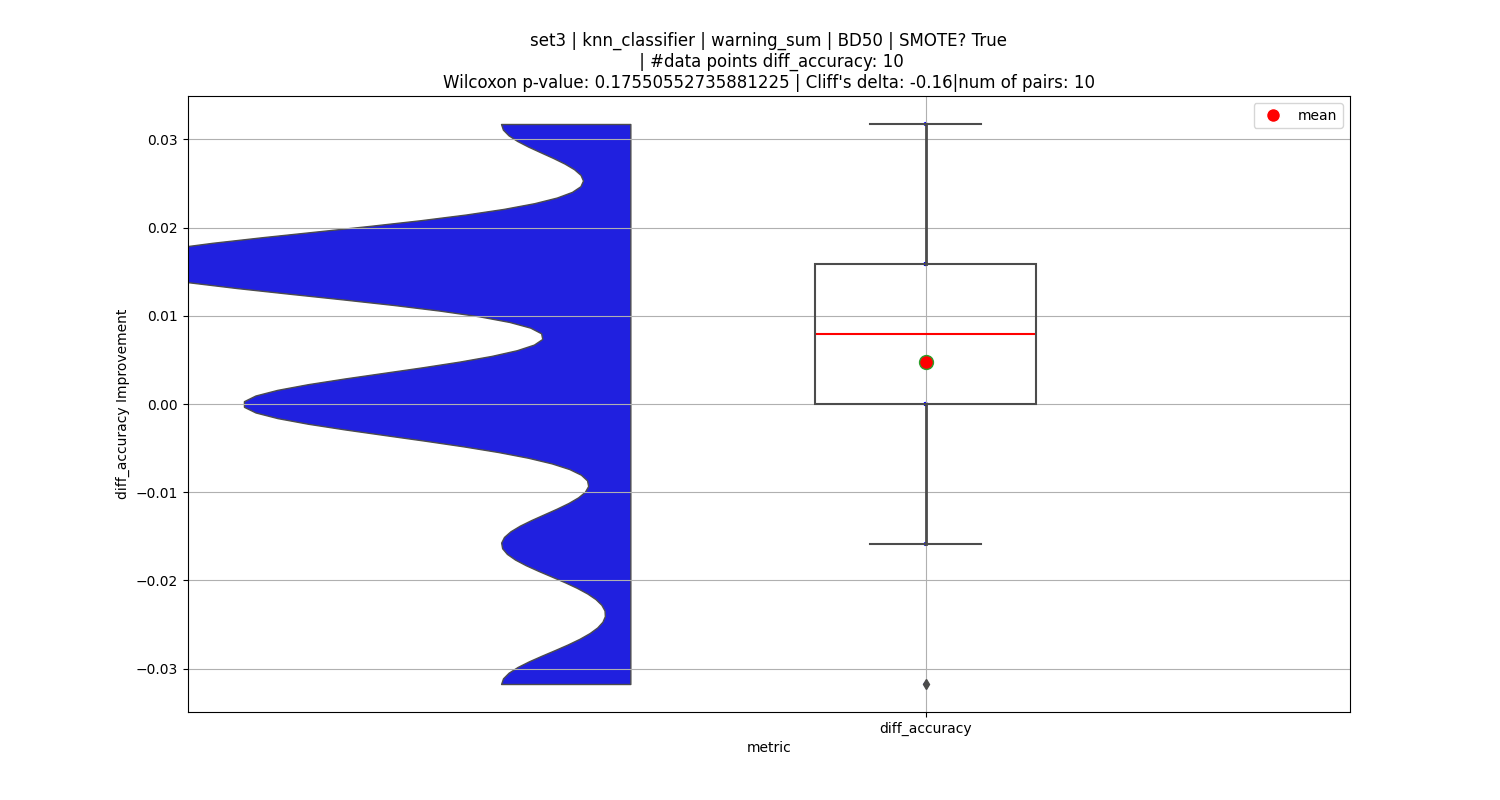 set3 | knn_classifier | warning_sum | BD50 | SMOTE? True
| #data points diff_accuracy: 10
Wilcoxon p-value: 0.17550552735881225 | Cliff's delta: -0.16|num of pairs: 10
mean
0.03
0.02
0.01
0.00
−0.01
−0.02
−0.03
diff_accuracy Improvement
diff_accuracy
metric